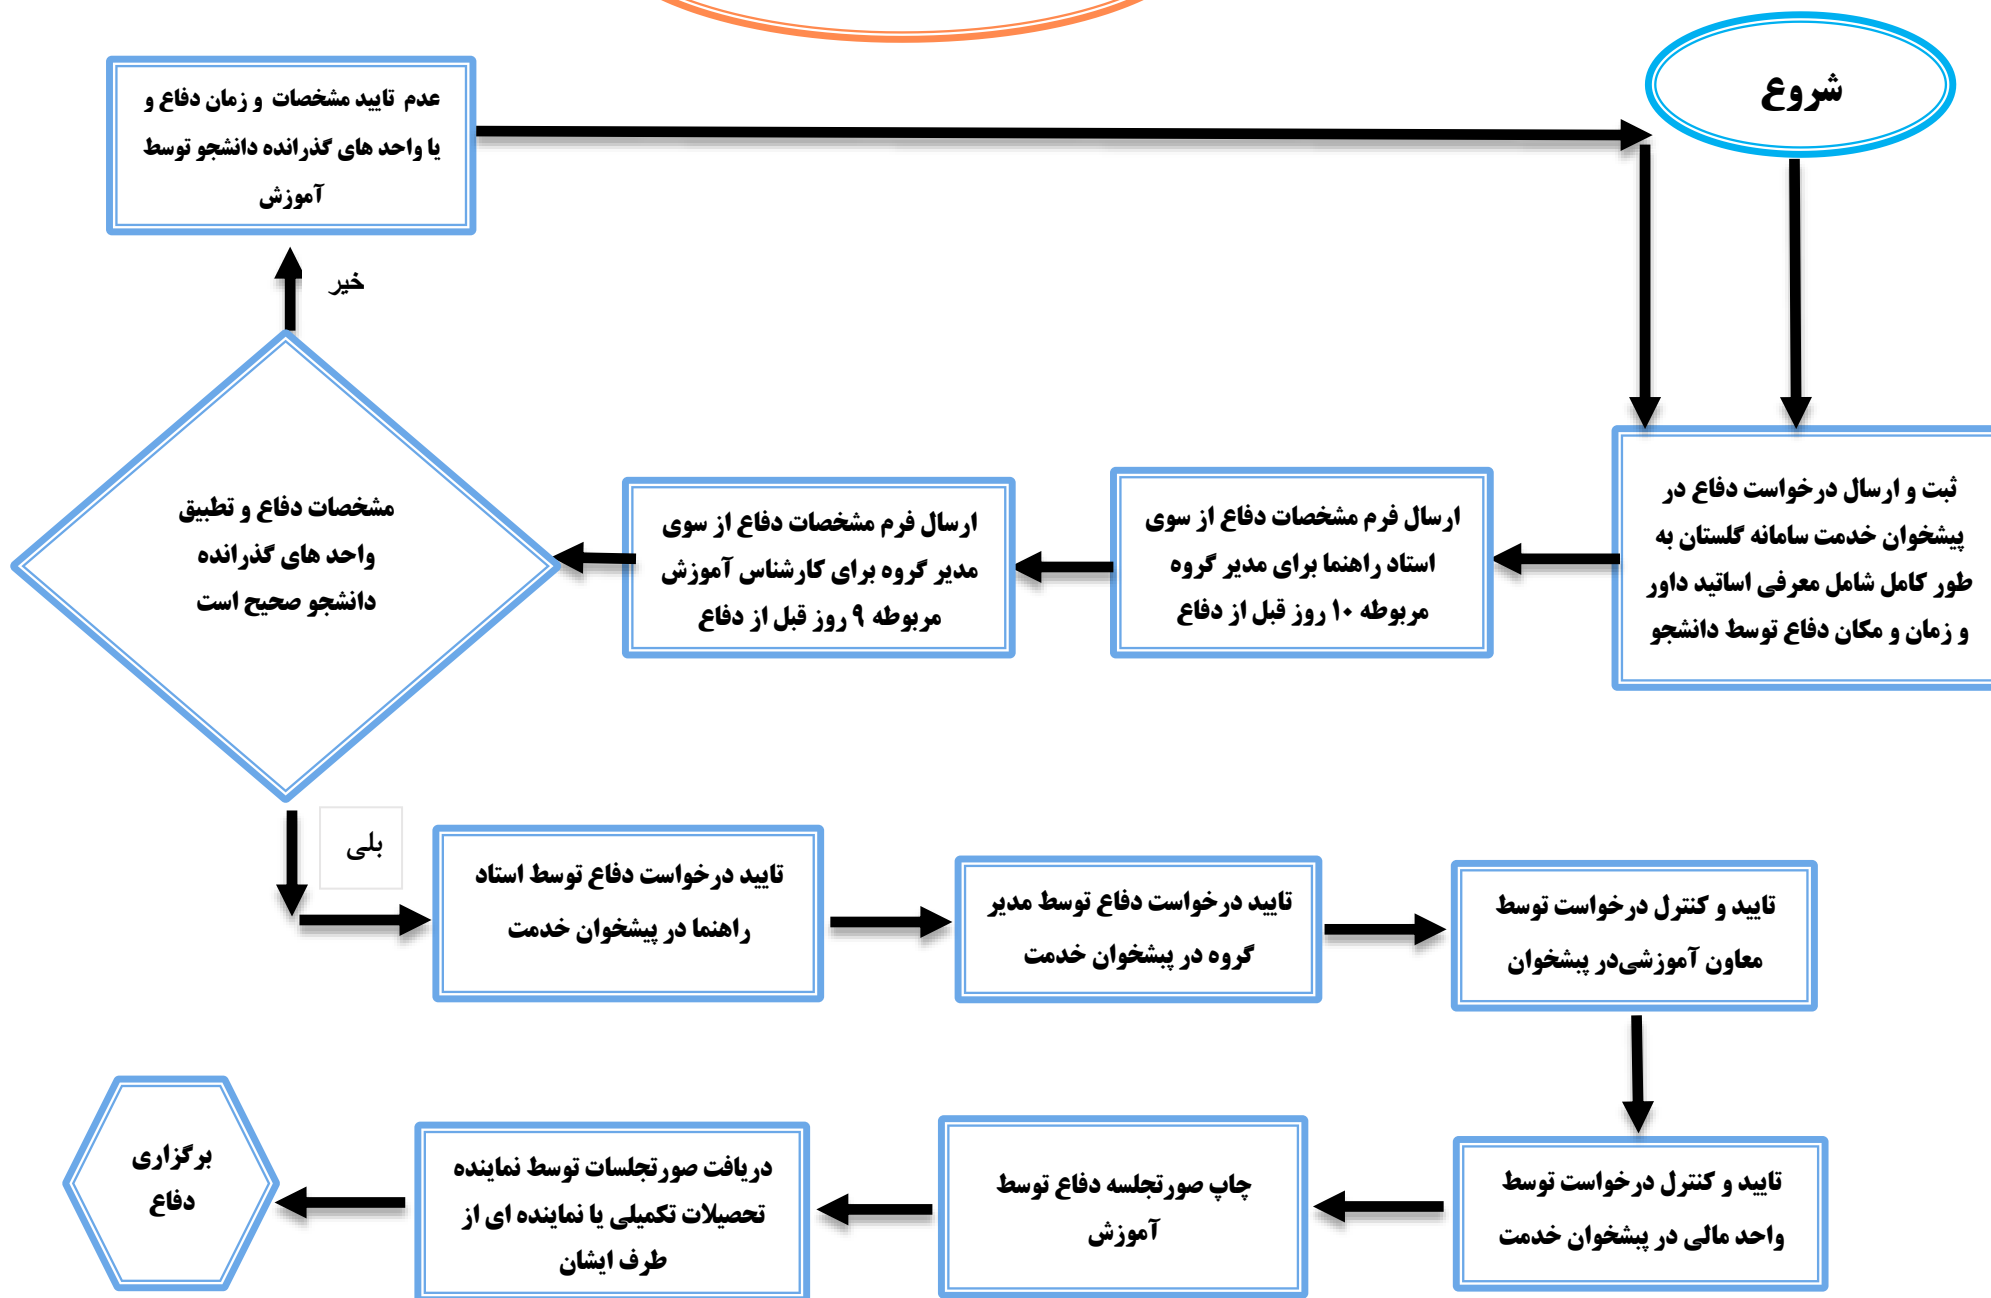 شروع
ثبت و ارسال درخواست دفاع در
پیشخوان خدمت سامانه گلستان به
طور کامل شامل معرفی اساتید داور
و زمان و مکان دفاع توسط دانشجو
ارسال فرم مشخصات دفاع از سوی
استاد راهنما برای مدیر گروه
مربوطه ۱۰ روز قبل از دفاع
ارسال فرم مشخصات دفاع از سوی
مدیر گروه برای کارشناس آموزش
مربوطه ۹ روز قبل از دفاع
مشخصات دفاع و تطبیق
واحد های گذرانده
دانشجو صحیح است
خیر
عدم تایید مشخصات و زمان دفاع و
یا واحد های گذرانده دانشجو توسط
آموزش
بلی
تایید درخواست دفاع توسط استاد
راهنما در پیشخوان خدمت
تایید درخواست دفاع توسط مدیر
گروه در پیشخوان خدمت
تایید و کنترل درخواست توسط
معاون آموزشی‌در پیشخوان
تایید و کنترل درخواست توسط
واحد مالی در پیشخوان خدمت
چاپ صورتجلسه دفاع توسط
آموزش
دریافت صورتجلسات توسط نماینده
تحصیلات تکمیلی یا نماینده ای از
طرف ایشان
برگزاری
دفاع